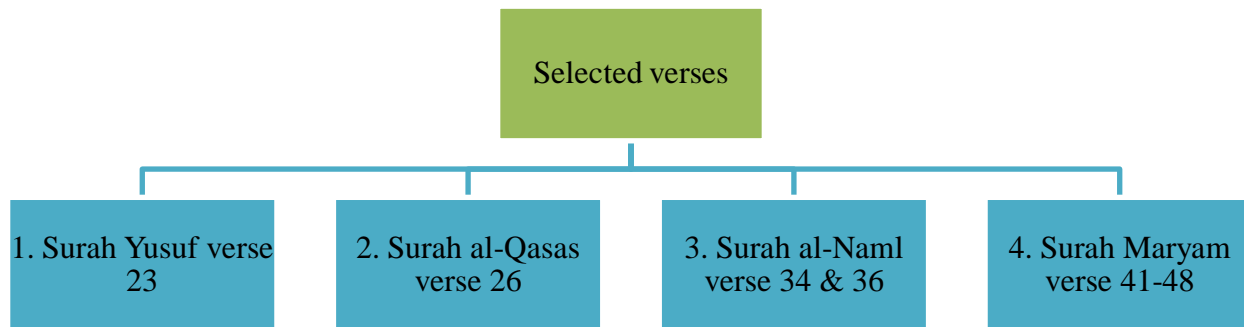 Selected verses
1. Surah Yusuf verse
23
2. Surah al-Qasas
verse 26
3. Surah al-Naml
verse 34 & 36
4. Surah Maryam
verse 41-48